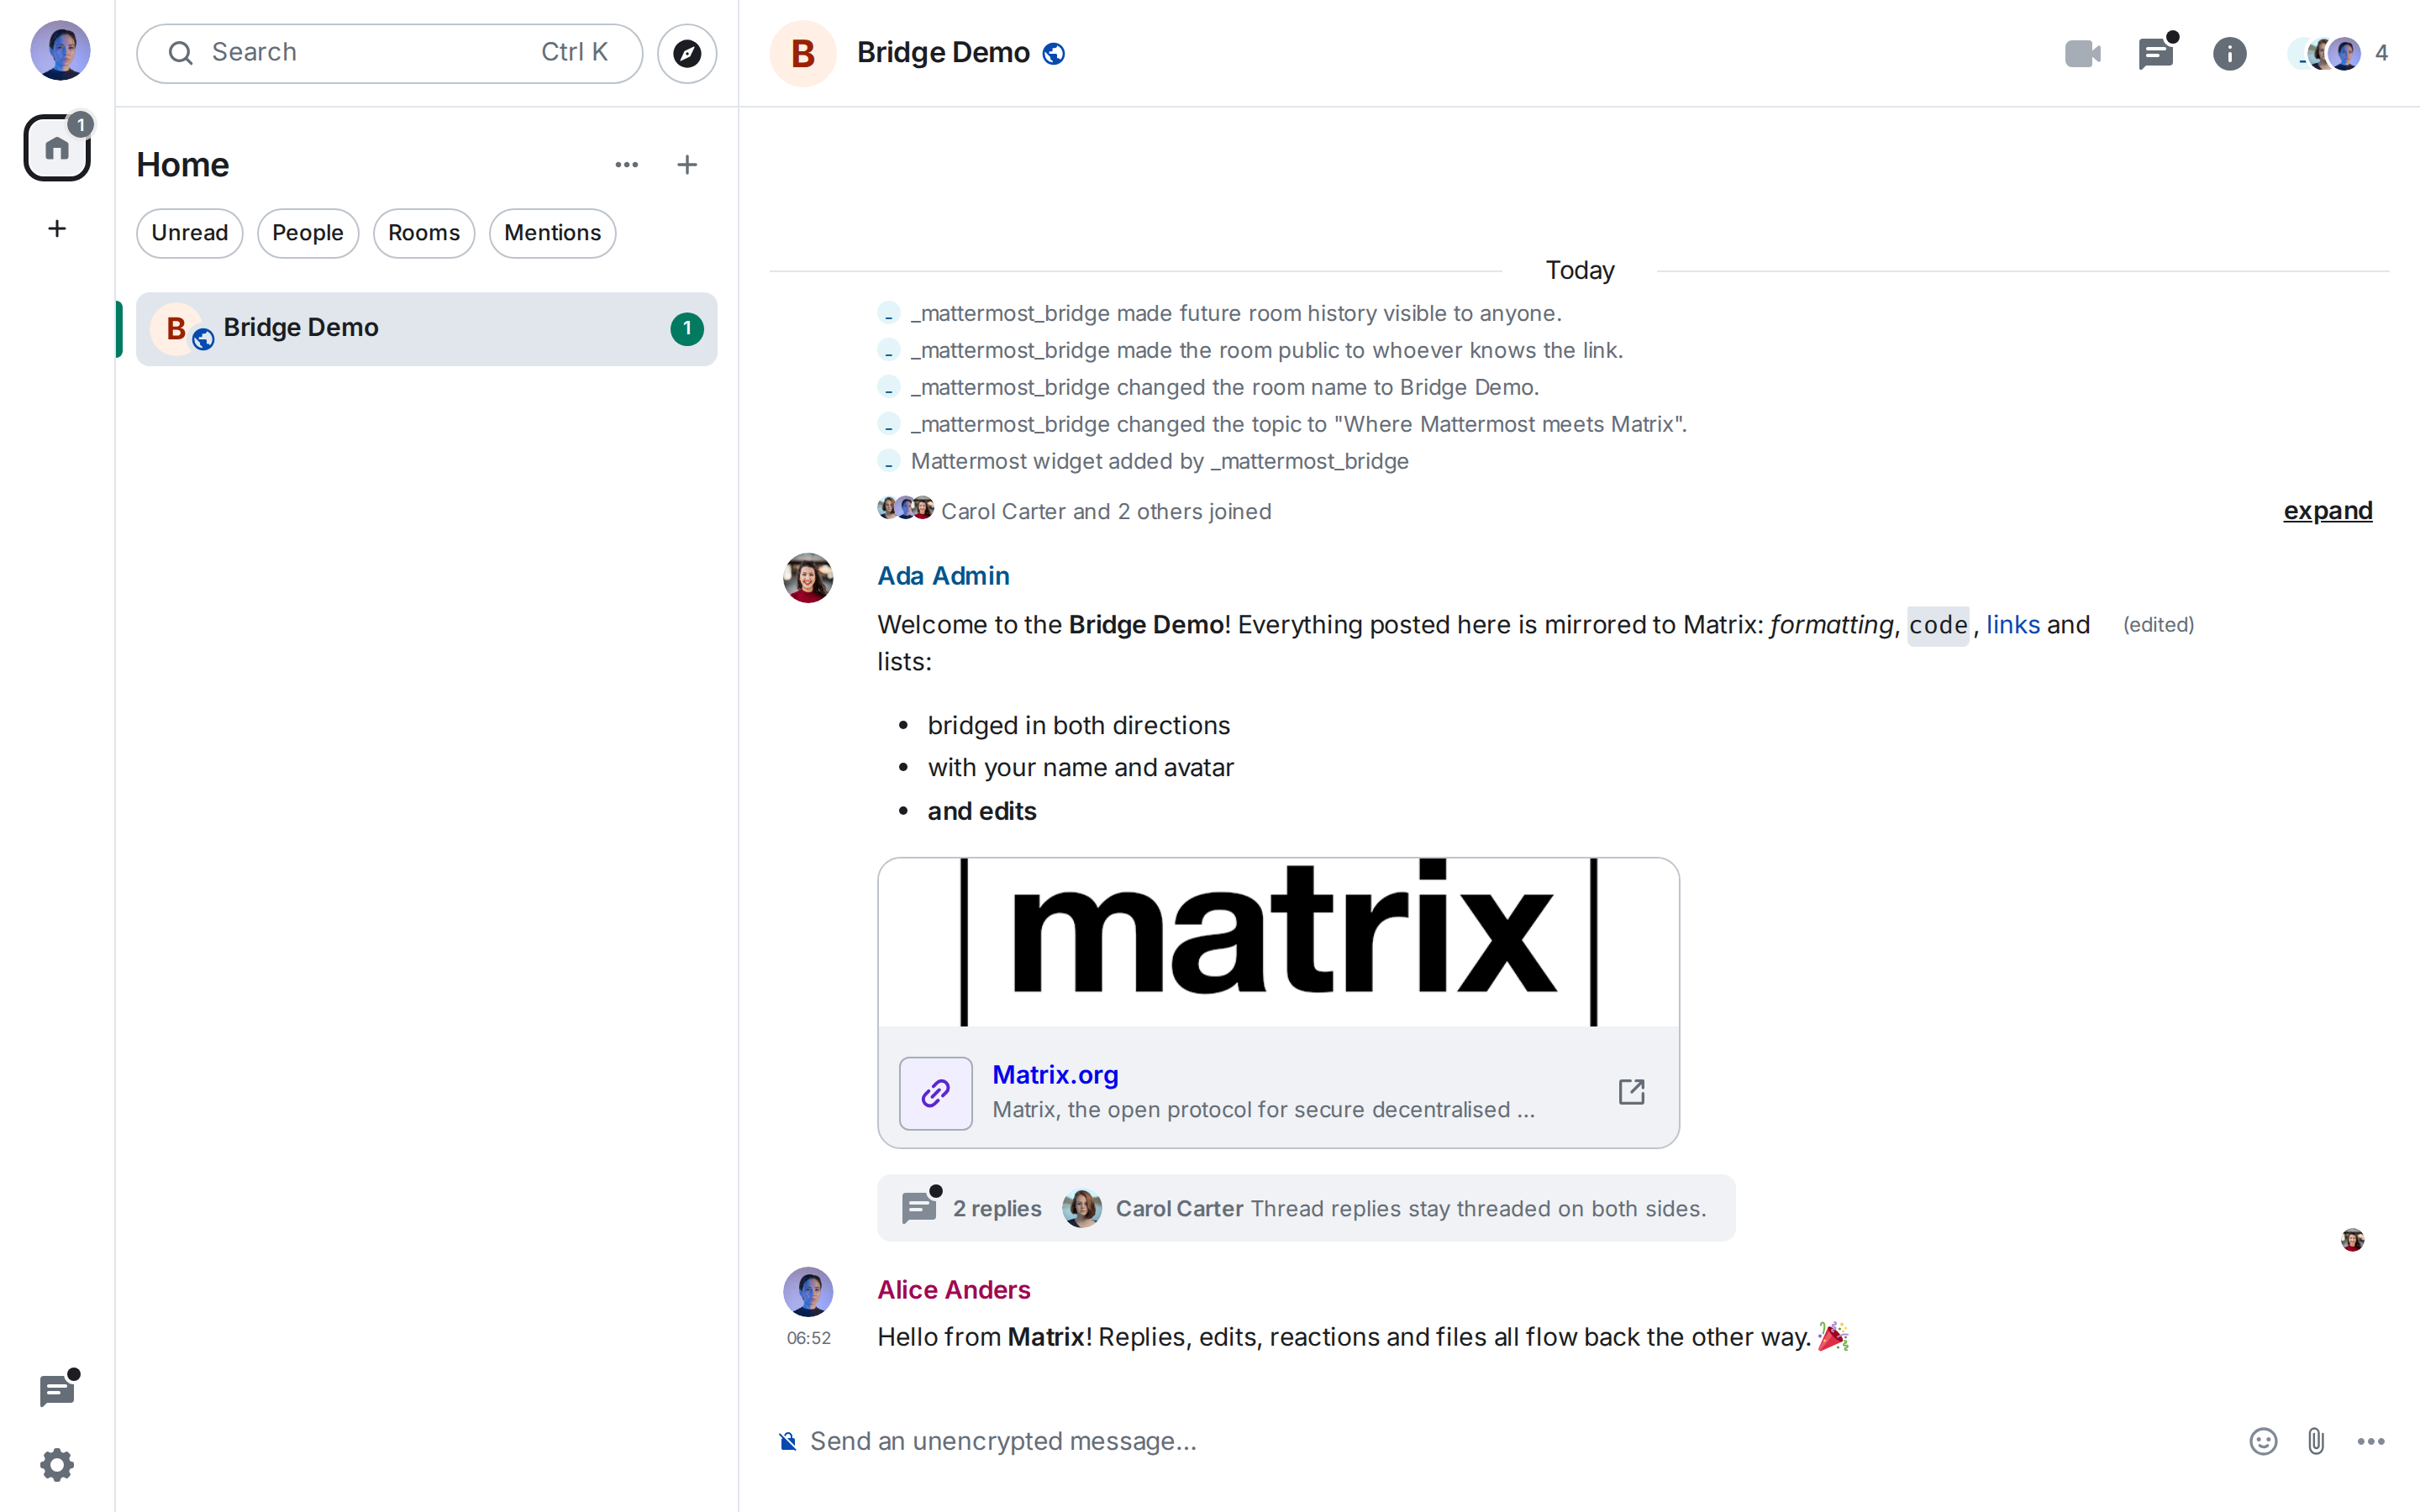 Search Ctrl K
B Bridge Demo
4
1
Home
Unread People Rooms Mentions
B Bridge Demo 1
Today
_mattermost_bridge made future room history visible to anyone.
_mattermost_bridge made the room public to whoever knows the link.
_mattermost_bridge changed the room name to Bridge Demo.
_mattermost_bridge changed the topic to "Where Mattermost meets Matrix".
Mattermost widget added by _mattermost_bridge
Carol Carter and 2 others joined expand
Ada Admin
Welcome to the Bridge Demo! Everything posted here is mirrored to Matrix: formatting, code, links and (edited)
lists:
• bridged in both directions
• with your name and avatar
• and edits
matrix
Matrix.org
Matrix, the open protocol for secure decentralised ...
2 replies Carol Carter Thread replies stay threaded on both sides.
Alice Anders
06:52 Hello from Matrix! Replies, edits, reactions and files all flow back the other way. 🎉
Send an unencrypted message...